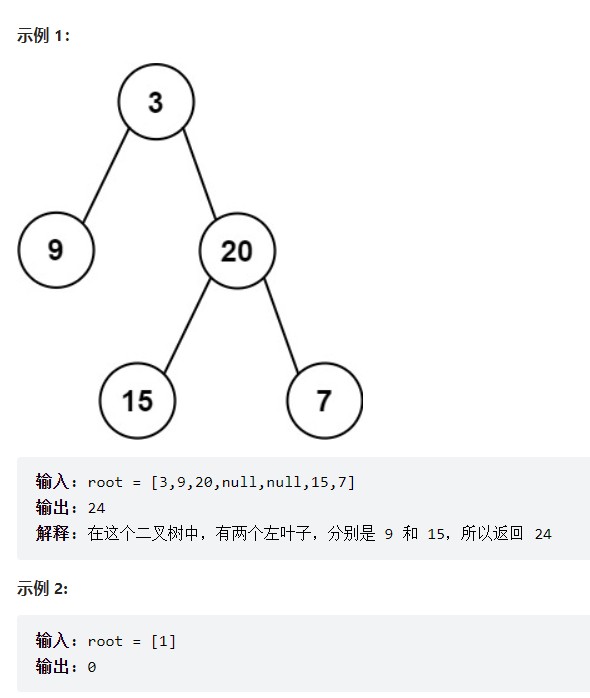 示例 1：
3
9
20
15
7
输入：root = [3,9,20,null,null,15,7]
输出：24
解释：在这个二叉树中，有两个左叶子，分别是 9 和 15，所以返回 24
示例 2:
输入：root = [1]
输出：0